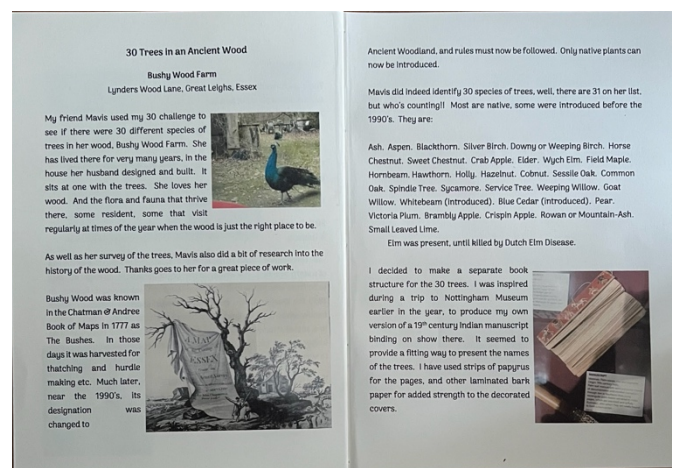 30 Trees in an Ancient Wood
Bushy Wood Farm
Lynders Wood Lane, Great Leighs, Essex
My friend Mavis used my 30 challenge to
see if there were 30 different species of
trees in her wood, Bushy Wood Farm. She
has lived there for very many years, in the
house her husband designed and built. It
sits at one with the trees. She loves her
wood. And the flora and fauna that thrive
there, some resident, some that visit
regularly at times of the year when the wood is just the right place to be.
As well as her survey of the trees, Mavis also did a bit of research into the
history of the wood. Thanks goes to her for a great piece of work.
Bushy Wood was known
in the Chatman & Andree
Book of Maps in 1777 as
The Bushes. In those
days it was harvested for
thatching and hurdle
making etc. Much later,
near the 1990's, its
designation was
changed to
A MAP
ESSEX
Ancient Woodland, and rules must now be followed. Only native plants can
now be introduced.
Mavis did indeed identify 30 species of trees, well, there are 31 on her list,
but who's counting!! Most are native, some were introduced before the
1990's. They are:
Ash. Aspen. Blackthorn. Silver Birch. Downy or Weeping Birch. Horse
Chestnut. Sweet Chestnut. Crab Apple. Elder. Wych Elm. Field Maple.
Hornbeam. Hawthorn. Holly. Hazelnut. Cobnut. Sessile Oak. Common
Oak. Spindle Tree. Sycamore. Service Tree. Weeping Willow. Goat
Willow. Whitebeam (introduced). Blue Cedar (introduced). Pear.
Victoria Plum. Brambly Apple. Crispin Apple. Rowan or Mountain-Ash.
Small Leaved Lime.
Elm was present, until killed by Dutch Elm Disease.
I decided to make a separate book
structure for the 30 trees. I was inspired
during a trip to Nottingham Museum
earlier in the year, to produce my own
version of a 19th century Indian manuscript
binding on show there. It seemed to
provide a fitting way to present the names
of the trees. I have used strips of papyrus
for the pages, and other laminated bark
paper for added strength to the decorated
covers.